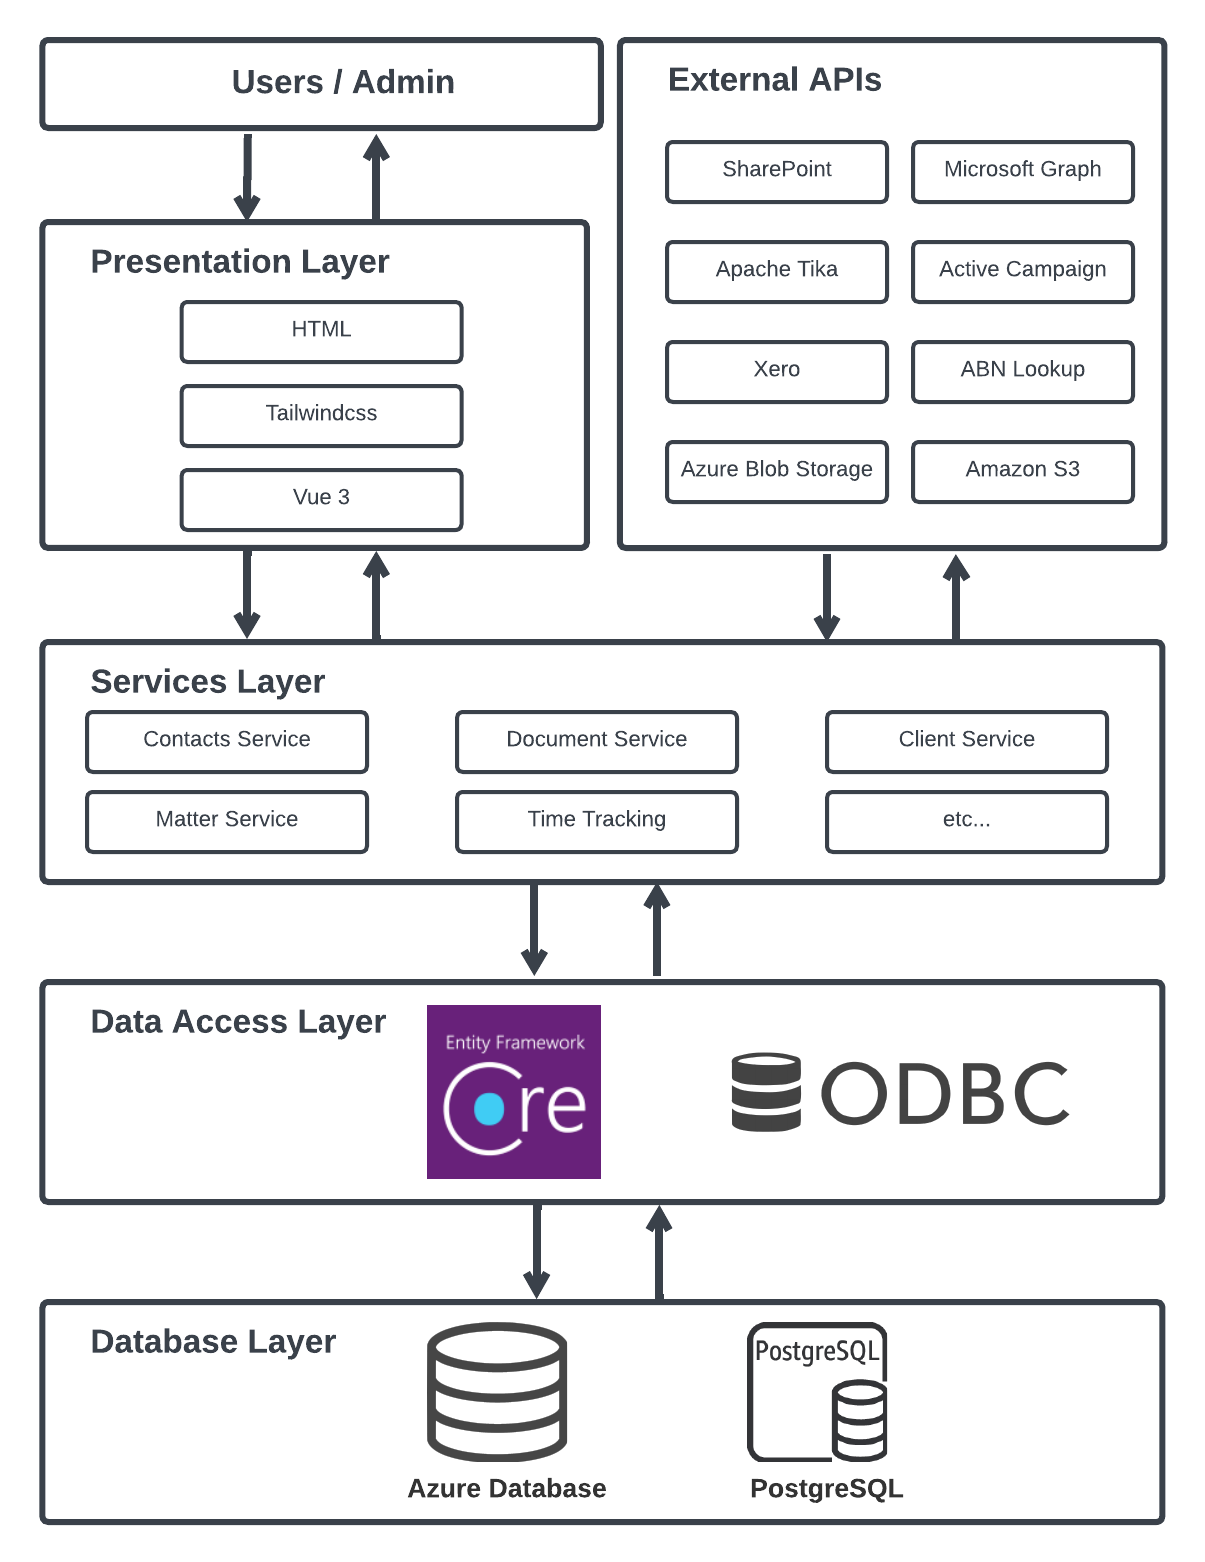 Users / Admin
External APIs
SharePoint
Microsoft Graph
Apache Tika
Active Campaign
Xero
ABN Lookup
Azure Blob Storage
Amazon S3
Presentation Layer
HTML
Tailwindcss
Vue 3
Services Layer
Contacts Service
Document Service
Client Service
Matter Service
Time Tracking
etc...
Data Access Layer
Entity Framework
Core
ODBC
Database Layer
PostgreSQL
Azure Database
PostgreSQL